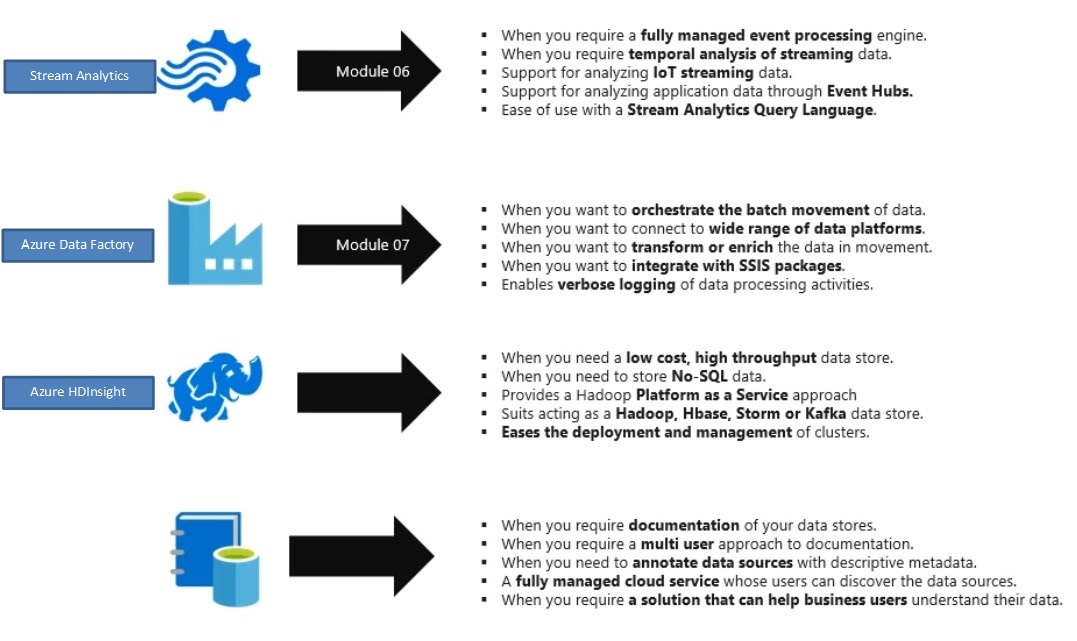 Stream Analytics
Module 06
▪ When you require a fully managed event processing engine.
▪ When you require temporal analysis of streaming data.
▪ Support for analyzing IoT streaming data.
▪ Support for analyzing application data through Event Hubs.
▪ Ease of use with a Stream Analytics Query Language.
Azure Data Factory
Module 07
▪ When you want to orchestrate the batch movement of data.
▪ When you want to connect to wide range of data platforms.
▪ When you want to transform or enrich the data in movement.
▪ When you want to integrate with SSIS packages.
▪ Enables verbose logging of data processing activities.
Azure HDInsight
▪ When you need a low cost, high throughput data store.
▪ When you need to store No-SQL data.
▪ Provides a Hadoop Platform as a Service approach
▪ Suits acting as a Hadoop, Hbase, Storm or Kafka data store.
▪ Eases the deployment and management of clusters.
▪ When you require documentation of your data stores.
▪ When you require a multi user approach to documentation.
▪ When you need to annotate data sources with descriptive metadata.
▪ A fully managed cloud service whose users can discover the data sources.
▪ When you require a solution that can help business users understand their data.